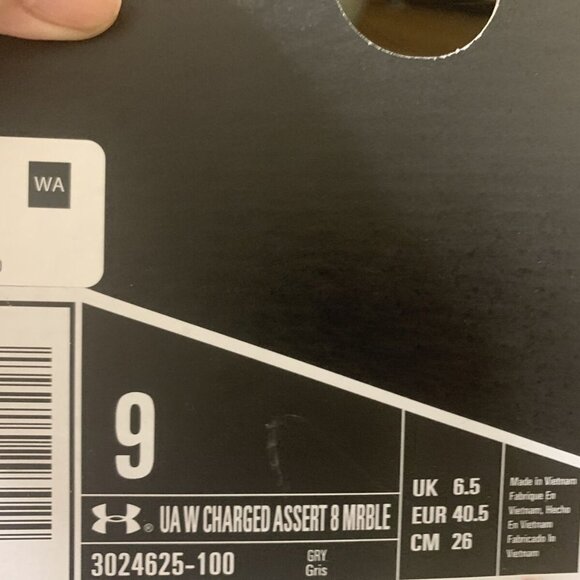 WA
9
® UA W CHARGED ASSERT 8 MRBLE
3024625-100
GRY
Gris
UK 6.5
EUR 40.5
CM 26
Made in Vietnam
Fabrique En
Vietnam, Hecho
En Vietnam
Fabricado In
Vietnam